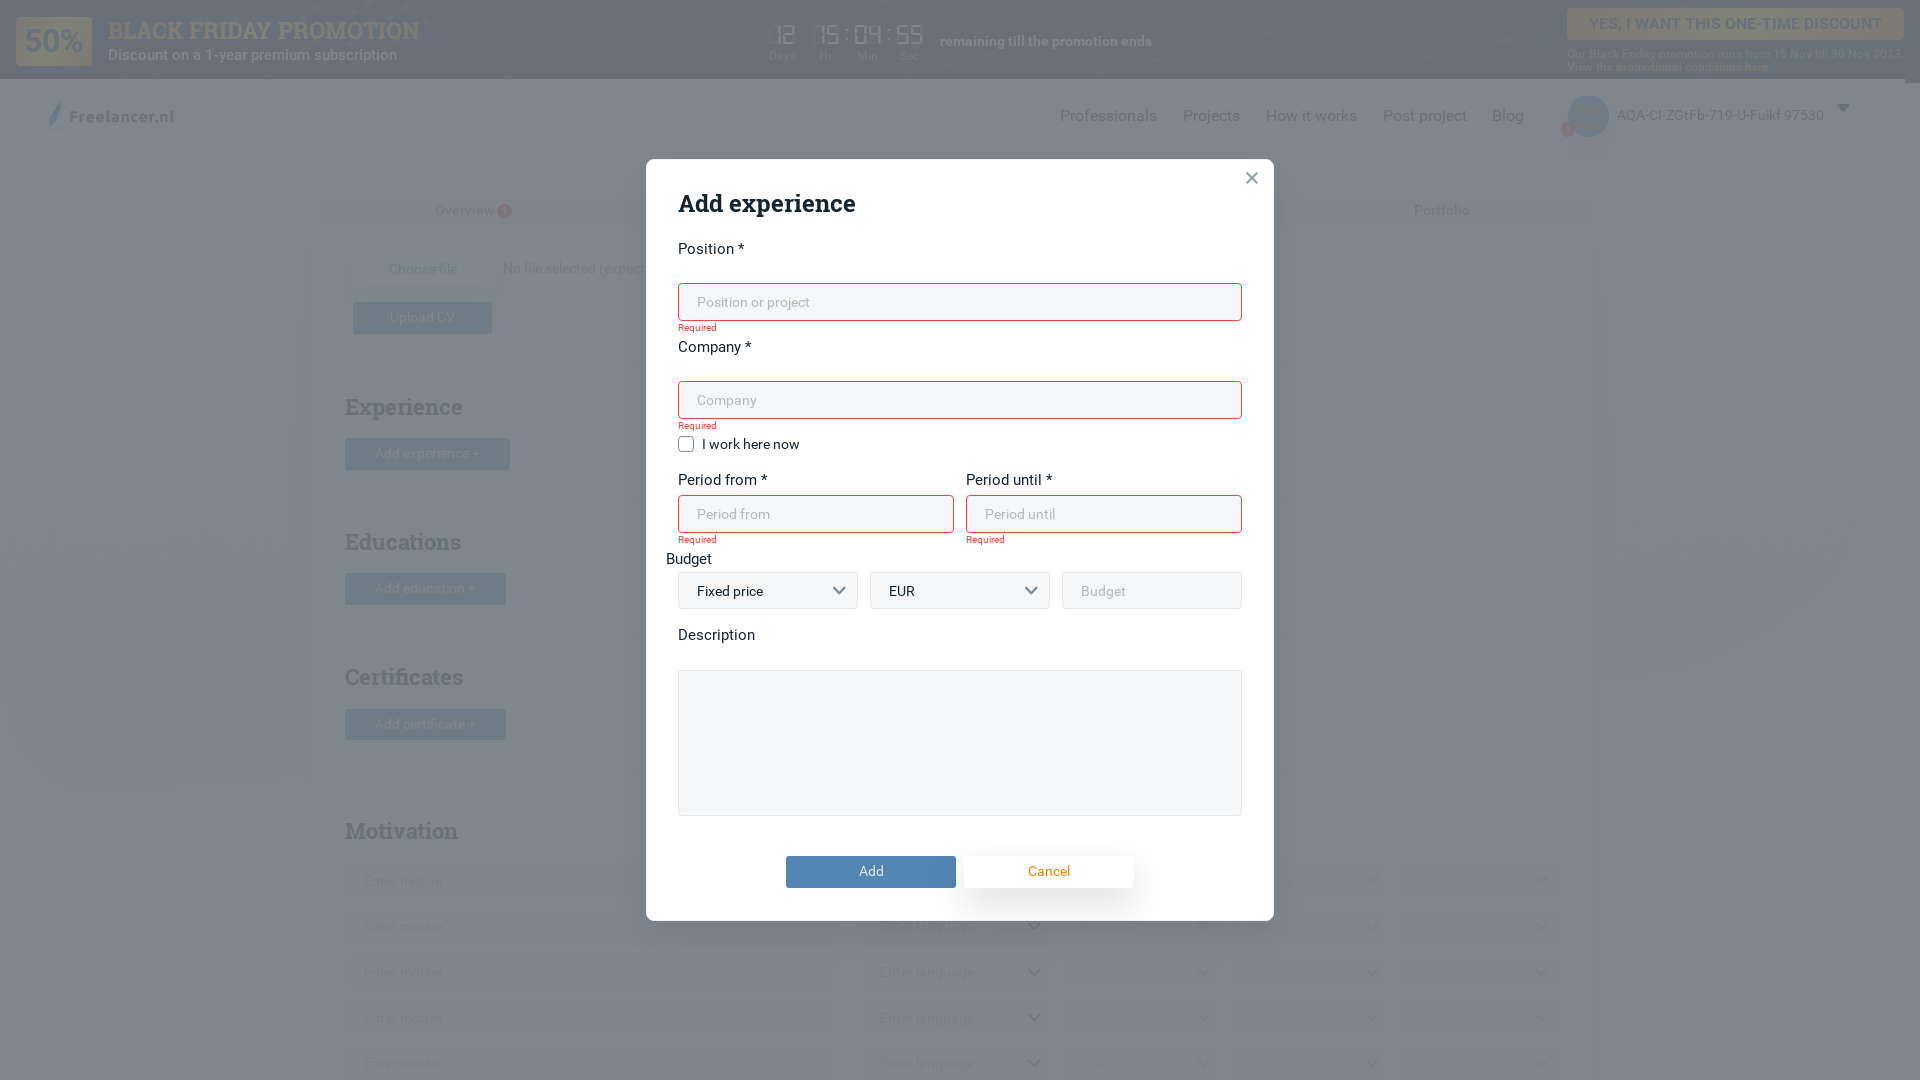 50%
BLACK FRIDAY PROMOTION
Discount on a 1-year premium subscription
12 15:04:55
Days Hr Min Sec
remaining till the promotion ends
YES, I WANT THIS ONE-TIME DISCOUNT
Our Black Friday promotion runs from 15 Nov till 30 Nov 2023.
View the promotional conditions here.
Freelancer.nl
Professionals
Projects
How it works
Post project
Blog
AQA-CI-ZGtFb-719-U-Fuikf 97530
Overview
Portfolio
Choose file
No file selected (expect
Upload CV
Experience
Add experience +
Educations
Add education +
Certificates
Add certificate +
Motivation
Enter motive
Enter motive
Enter language
Enter motive
Enter language
Enter motive
Enter language
Enter motive
Enter language
Add experience
Position *
Position or project
Required
Company *
Company
Required
I work here now
Period from *
Period until *
Period from
Period until
Required
Required
Budget
Fixed price
EUR
Budget
Description
Add
Cancel